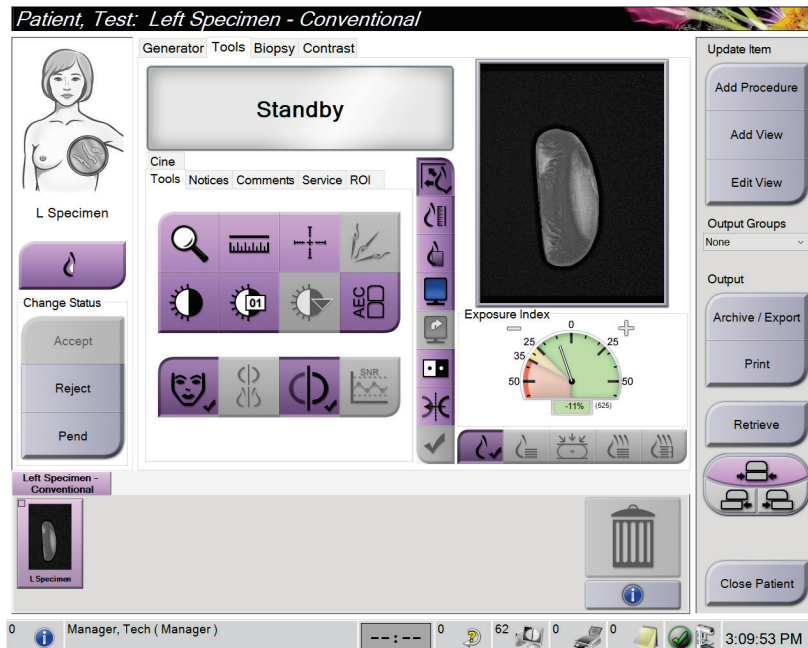 Patient, Test: Left Specimen - Conventional
Generator Tools Biopsy Contrast
Update Item
Standby
Add Procedure
Add View
Edit View
Cine
Tools Notices Comments Service ROI
L Specimen
Output Groups
None
01
AEC
Output
Change Status
Accept
Reject
Pend
Exposure Index
0
25 25
35
50 50
-11% (525)
Archive / Export
Print
SNR
Retrieve
Left Specimen -
Conventional
L Specimen
Close Patient
0 Manager, Tech ( Manager ) --:-- 0 62 0 0 3:09:53 PM